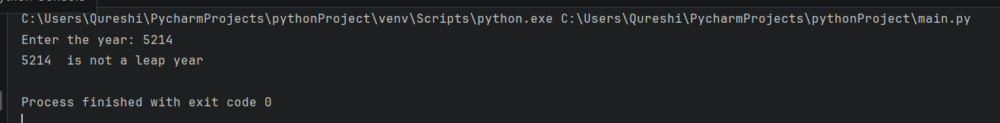 C:\Users\Qureshi\PycharmProjects\pythonProject\venv\Scripts\python.exe C:\Users\Qureshi\PycharmProjects\pythonProject\main.py
Enter the year: 5214
5214  is not a leap year
Process finished with exit code 0